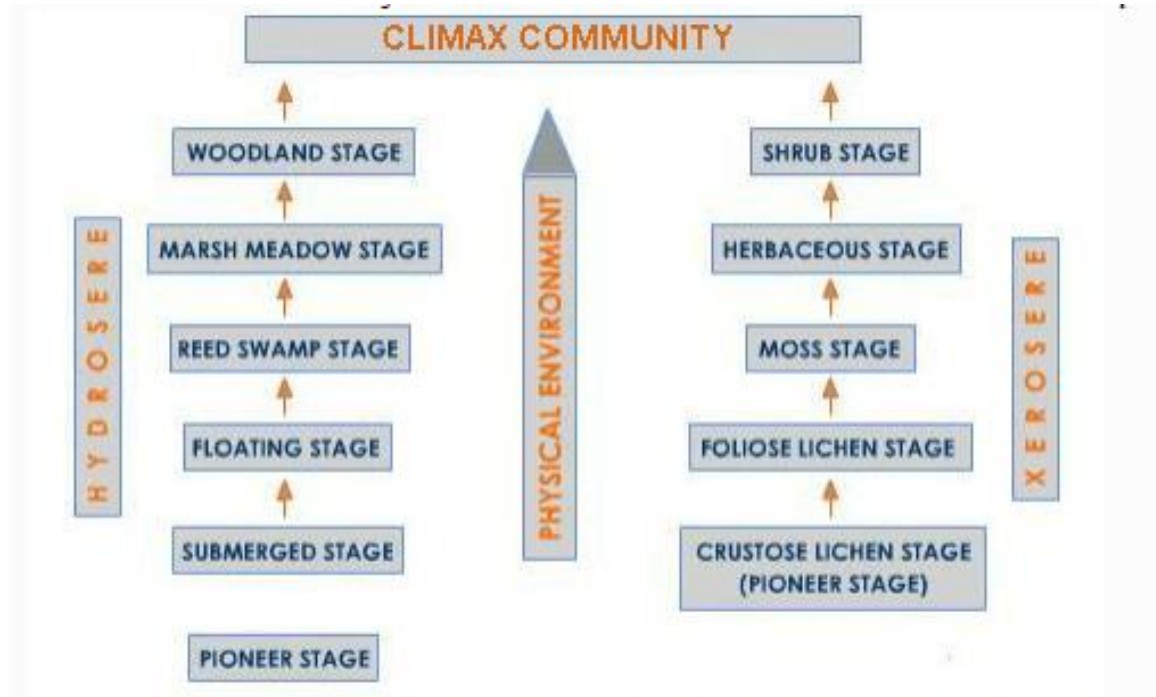 CLIMAX COMMUNITY
WOODLAND STAGE
MARSH MEADOW STAGE
REED SWAMP STAGE
FLOATING STAGE
SUBMERGED STAGE
PIONEER STAGE
HYDROSERE
PHYSICAL ENVIRONMENT
SHRUB STAGE
HERBACEOUS STAGE
MOSS STAGE
FOLIOSE LICHEN STAGE
CRUSTOSE LICHEN STAGE
(PIONEER STAGE)
XEROSERE